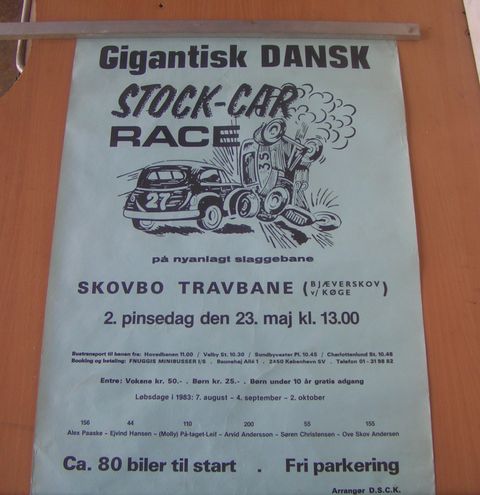 Gigantisk DANSK
STOCK-CAR
RACE
35
27
på nyanlagt slaggebane
SKOVBO TRAVBANE ( BJÆVERSKOV v/ KØGE )
2. pinsedag den 23. maj kl. 13.00
Bustransport til banen fra: Hovedbanen 11.00 / Valby St. 10.30 / Sundbyvester Pl. 10.45 / Charlottenlund St. 10.46
Booking og betaling: FNUGGIS MINIBUSSER I/S . Baunehøj Allé 1 . 2450 København SV . Telefon 01 - 31 58 82
Entre: Voksne kr. 50.- . Børn kr. 25.- . Børn under 10 år gratis adgang
Løbsdage i 1983: 7. august - 4. september - 2. oktober
156 44 110 200 55 155
Alex Paaske - Ejvind Hansen - (Molly) På-taget-Leif - Arvid Andersson - Søren Christensen - Ove Skov Andersen
Ca. 80 biler til start . Fri parkering
Arrangør D.S.C.K.